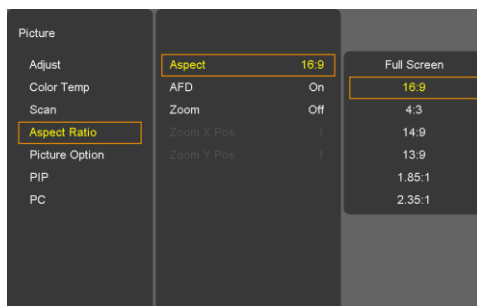 Picture
Adjust
Color Temp
Scan
Aspect Ratio
Picture Option
PIP
PC
Aspect 16:9
AFD On
Zoom Off
Zoom X Pos. 1
Zoom Y Pos. 1
Full Screen
16:9
4:3
14:9
13:9
1.85:1
2.35:1